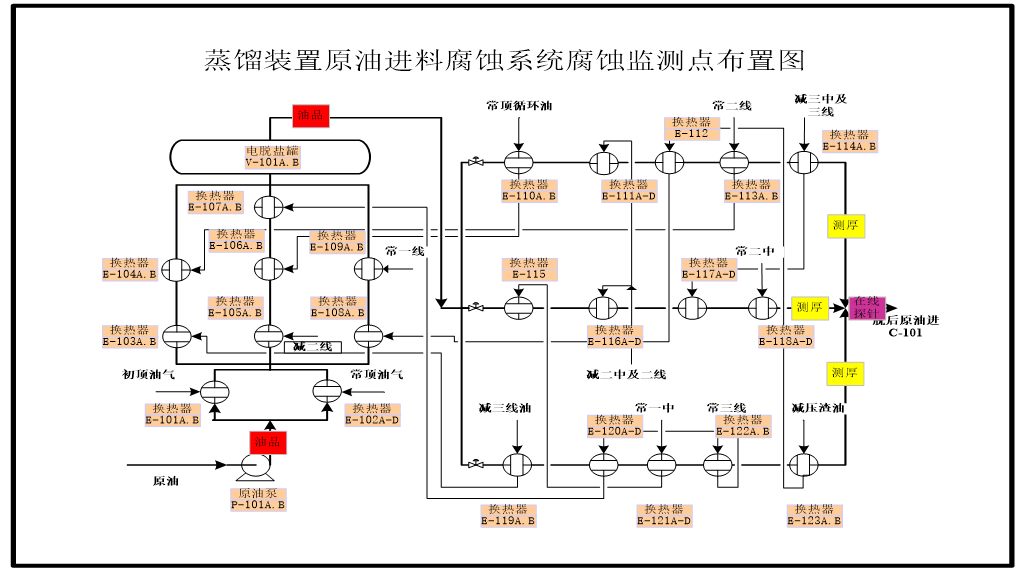 蒸馏装置原油进料腐蚀系统腐蚀监测点布置图
油品
常顶循环油
常二线
减三中及
三线
换热器
E-112
换热器
E-114A.B
电脱盐罐
V-101A.B
换热器
E-110A.B
换热器
E-111A-D
换热器
E-113A.B
换热器
E-107A.B
测厚
换热器
E-106A.B
换热器
E-109A.B
常一线
常二中
换热器
E-104A.B
换热器
E-115
换热器
E-117A-D
换热器
E-105A.B
换热器
E-108A.B
测厚
在线
探针
脱后原油进
C-101
换热器
E-103A.B
减二线
换热器
E-116A-D
换热器
E-118A-D
初顶油气
常顶油气
减二中及二线
测厚
换热器
E-101A.B
换热器
E-102A-D
减三线油
常一中
常三线
减压渣油
换热器
E-120A-D
换热器
E-122A.B
油品
原油
原油泵
P-101A.B
换热器
E-119A.B
换热器
E-121A-D
换热器
E-123A.B